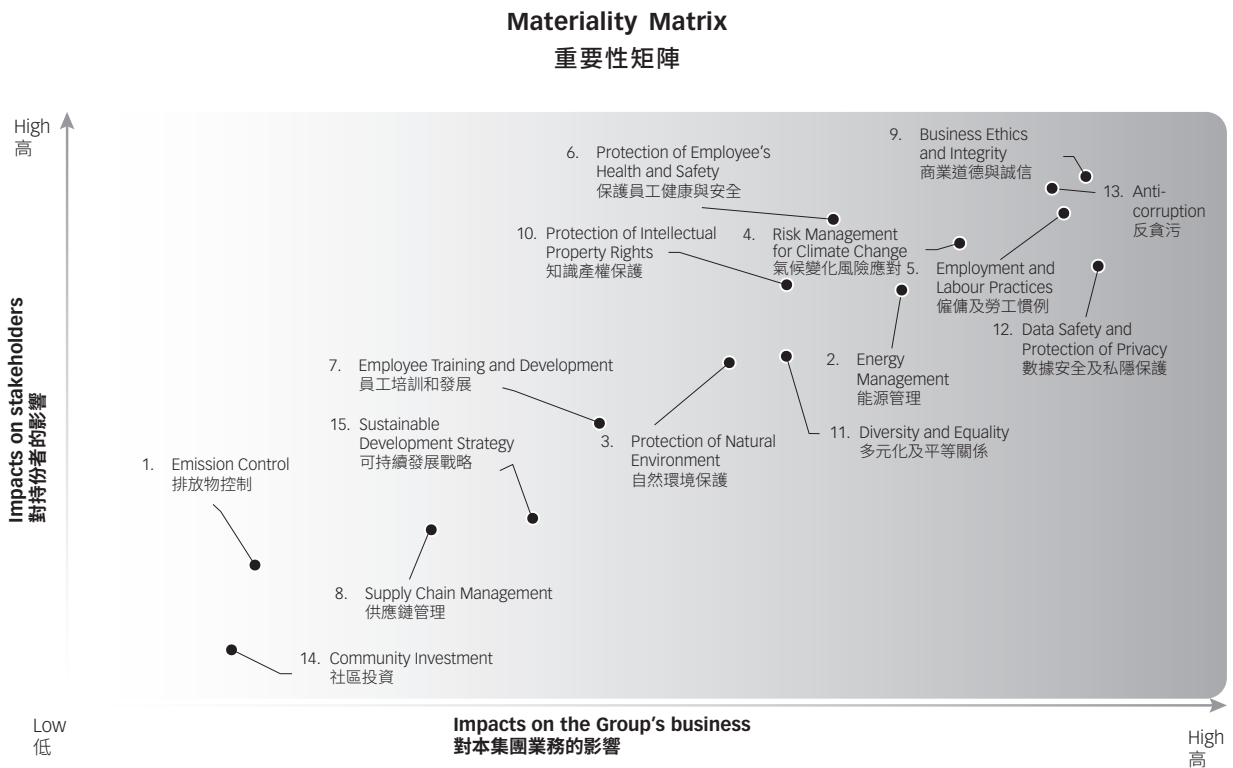 Materiality Matrix
重要性矩陣
High
高
9. Business Ethics
and Integrity
商業道德與誠信
6. Protection of Employee's
Health and Safety
保護員工健康與安全
13. Anti-
corruption
反貪污
10. Protection of Intellectual
Property Rights
知識產權保護
4. Risk Management
for Climate Change
氣候變化風險應對
5. Employment and
Labour Practices
僱傭及勞工慣例
12. Data Safety and
Protection of Privacy
數據安全及私隱保護
7. Employee Training and Development
員工培訓和發展
2. Energy
Management
能源管理
15. Sustainable
Development Strategy
可持續發展戰略
3. Protection of Natural
Environment
自然環境保護
11. Diversity and Equality
多元化及平等關係
1. Emission Control
排放物控制
8. Supply Chain Management
供應鏈管理
14. Community Investment
社區投資
Impacts on stakeholders
對持份者的影響
Low
低
Impacts on the Group's business
對本集團業務的影響
High
高